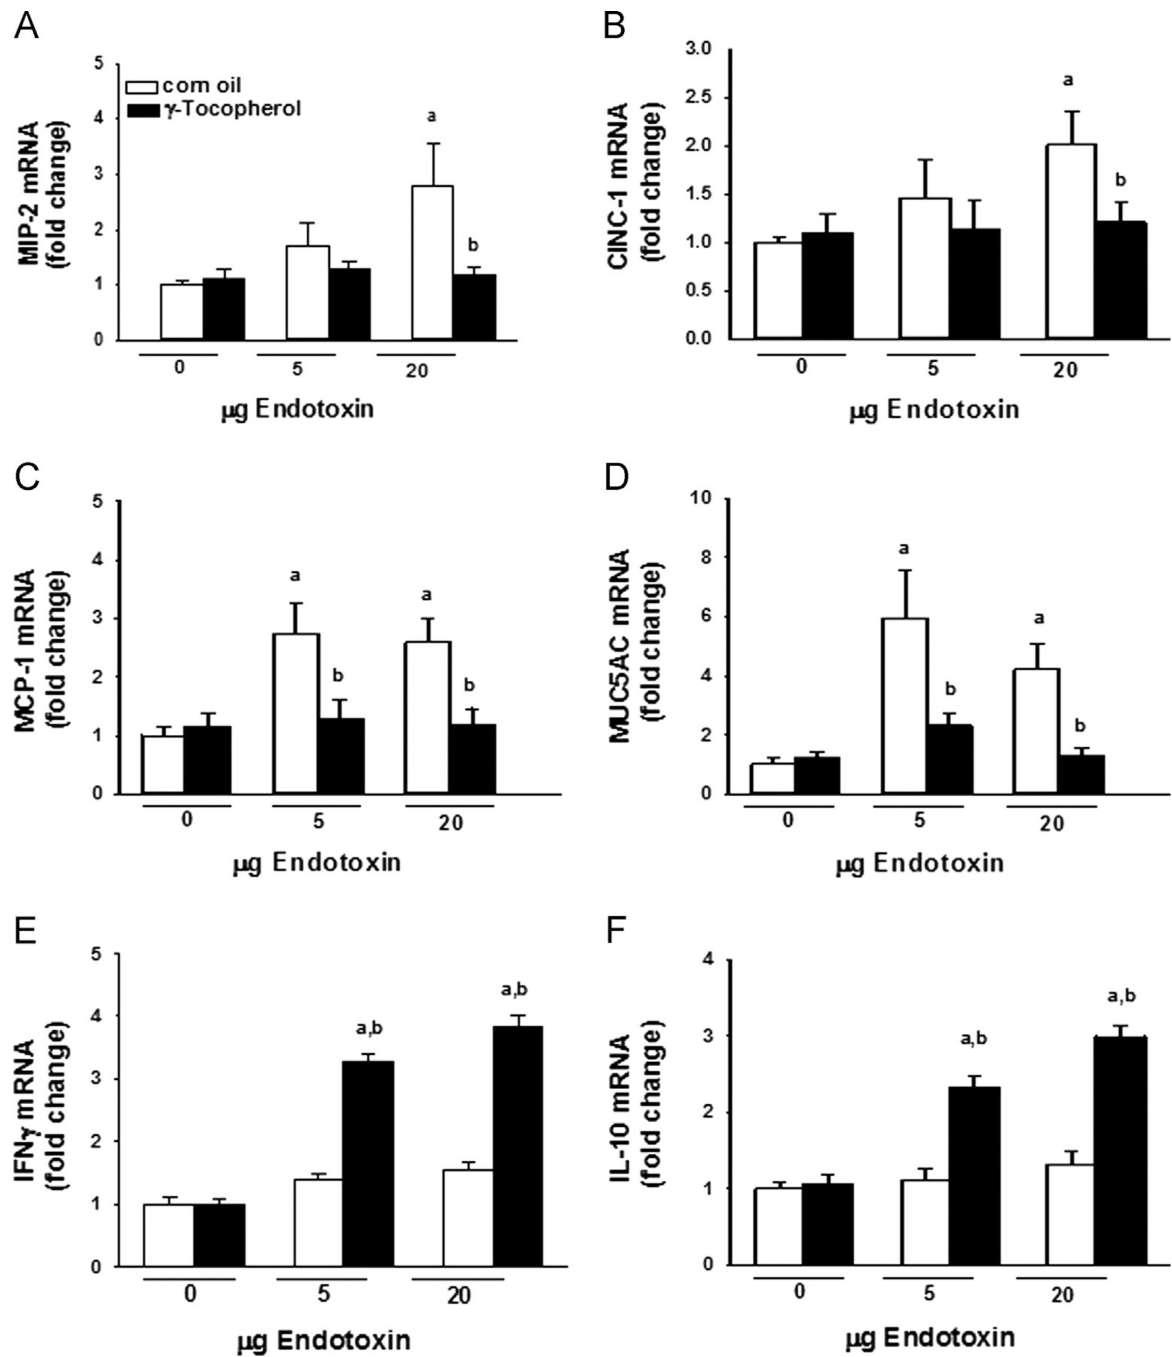 A
MIP-2 mRNA
(fold change)
5
4
3
2
1
0
corn oil
γ-Tocopherol
a
b
0
5
20
μg Endotoxin
B
CINC-1 mRNA
(fold change)
3.0
2.5
2.0
1.5
1.0
0.5
0.0
a
b
0
5
20
μg Endotoxin
C
MCP-1 mRNA
(fold change)
5
4
3
2
1
0
a
b
a
b
0
5
20
μg Endotoxin
D
MUC5AC mRNA
(fold change)
10
8
6
4
2
0
a
b
a
b
0
5
20
μg Endotoxin
E
IFNγ mRNA
(fold change)
5
4
3
2
1
0
a,b
a,b
0
5
20
μg Endotoxin
F
IL-10 mRNA
(fold change)
4
3
2
1
0
a,b
a,b
0
5
20
μg Endotoxin